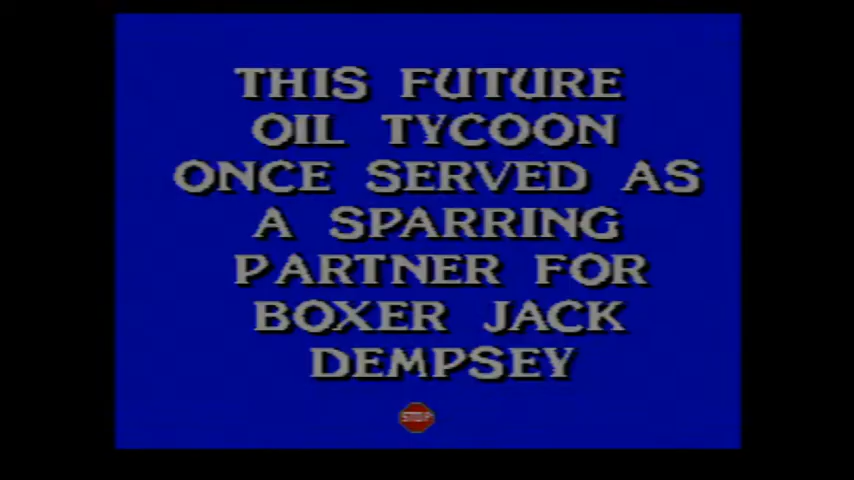 THIS FUTURE
OIL TYCOON
ONCE SERVED AS
A SPARRING
PARTNER FOR
BOXER JACK
DEMPSEY
STOP